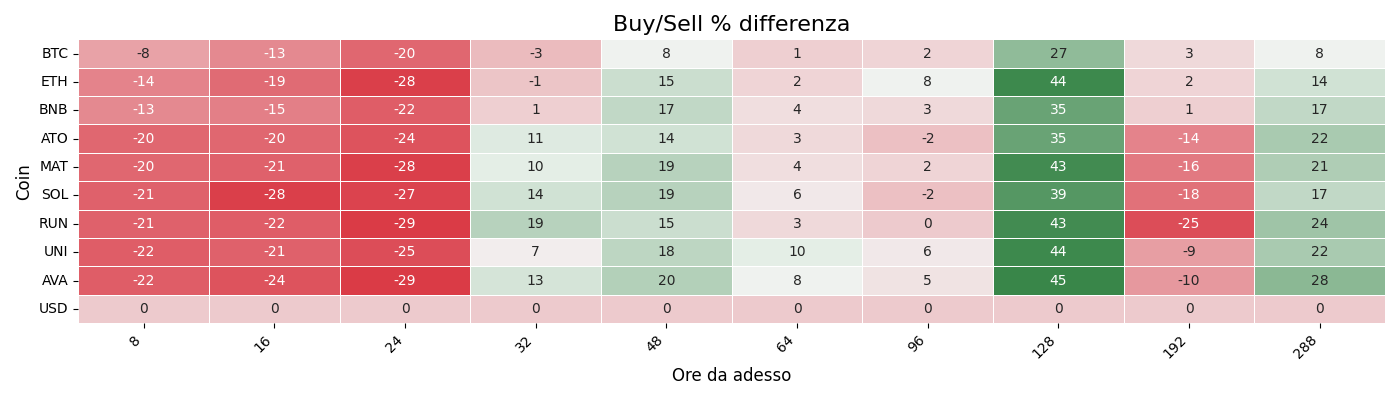 Buy/Sell % differenza
Coin
BTC -8 -13 -20 -3 8 1 2 27 3 8
ETH -14 -19 -28 -1 15 2 8 44 2 14
BNB -13 -15 -22 1 17 4 3 35 1 17
ATO -20 -20 -24 11 14 3 -2 35 -14 22
MAT -20 -21 -28 10 19 4 2 43 -16 21
SOL -21 -28 -27 14 19 6 -2 39 -18 17
RUN -21 -22 -29 19 15 3 0 43 -25 24
UNI -22 -21 -25 7 18 10 6 44 -9 22
AVA -22 -24 -29 13 20 8 5 45 -10 28
USD 0 0 0 0 0 0 0 0 0 0
8 16 24 32 48 64 96 128 192 288
Ore da adesso